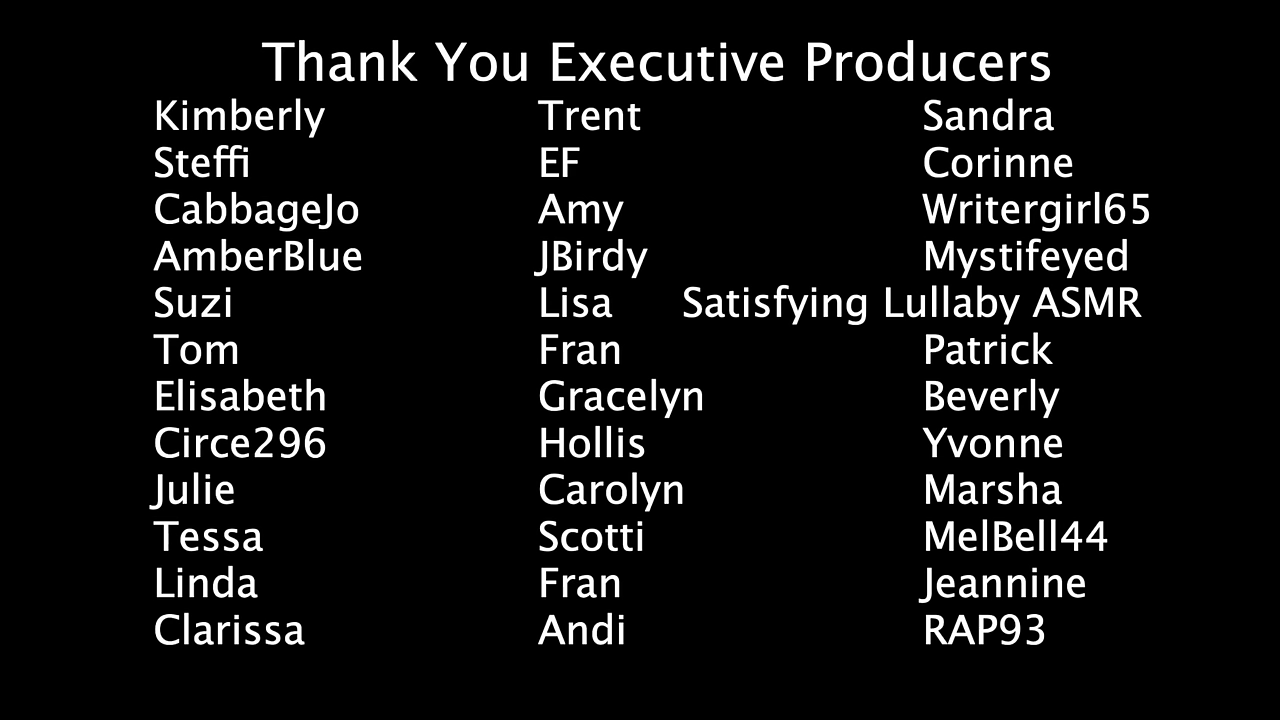 Thank You Executive Producers
Kimberly Trent Sandra
Steffi EF Corinne
CabbageJo Amy Writergirl65
AmberBlue JBirdy Mystifeyed
Suzi Lisa Satisfying Lullaby ASMR
Tom Fran Patrick
Elisabeth Gracelyn Beverly
Circe296 Hollis Yvonne
Julie Carolyn Marsha
Tessa Scotti MelBell44
Linda Fran Jeannine
Clarissa Andi RAP93